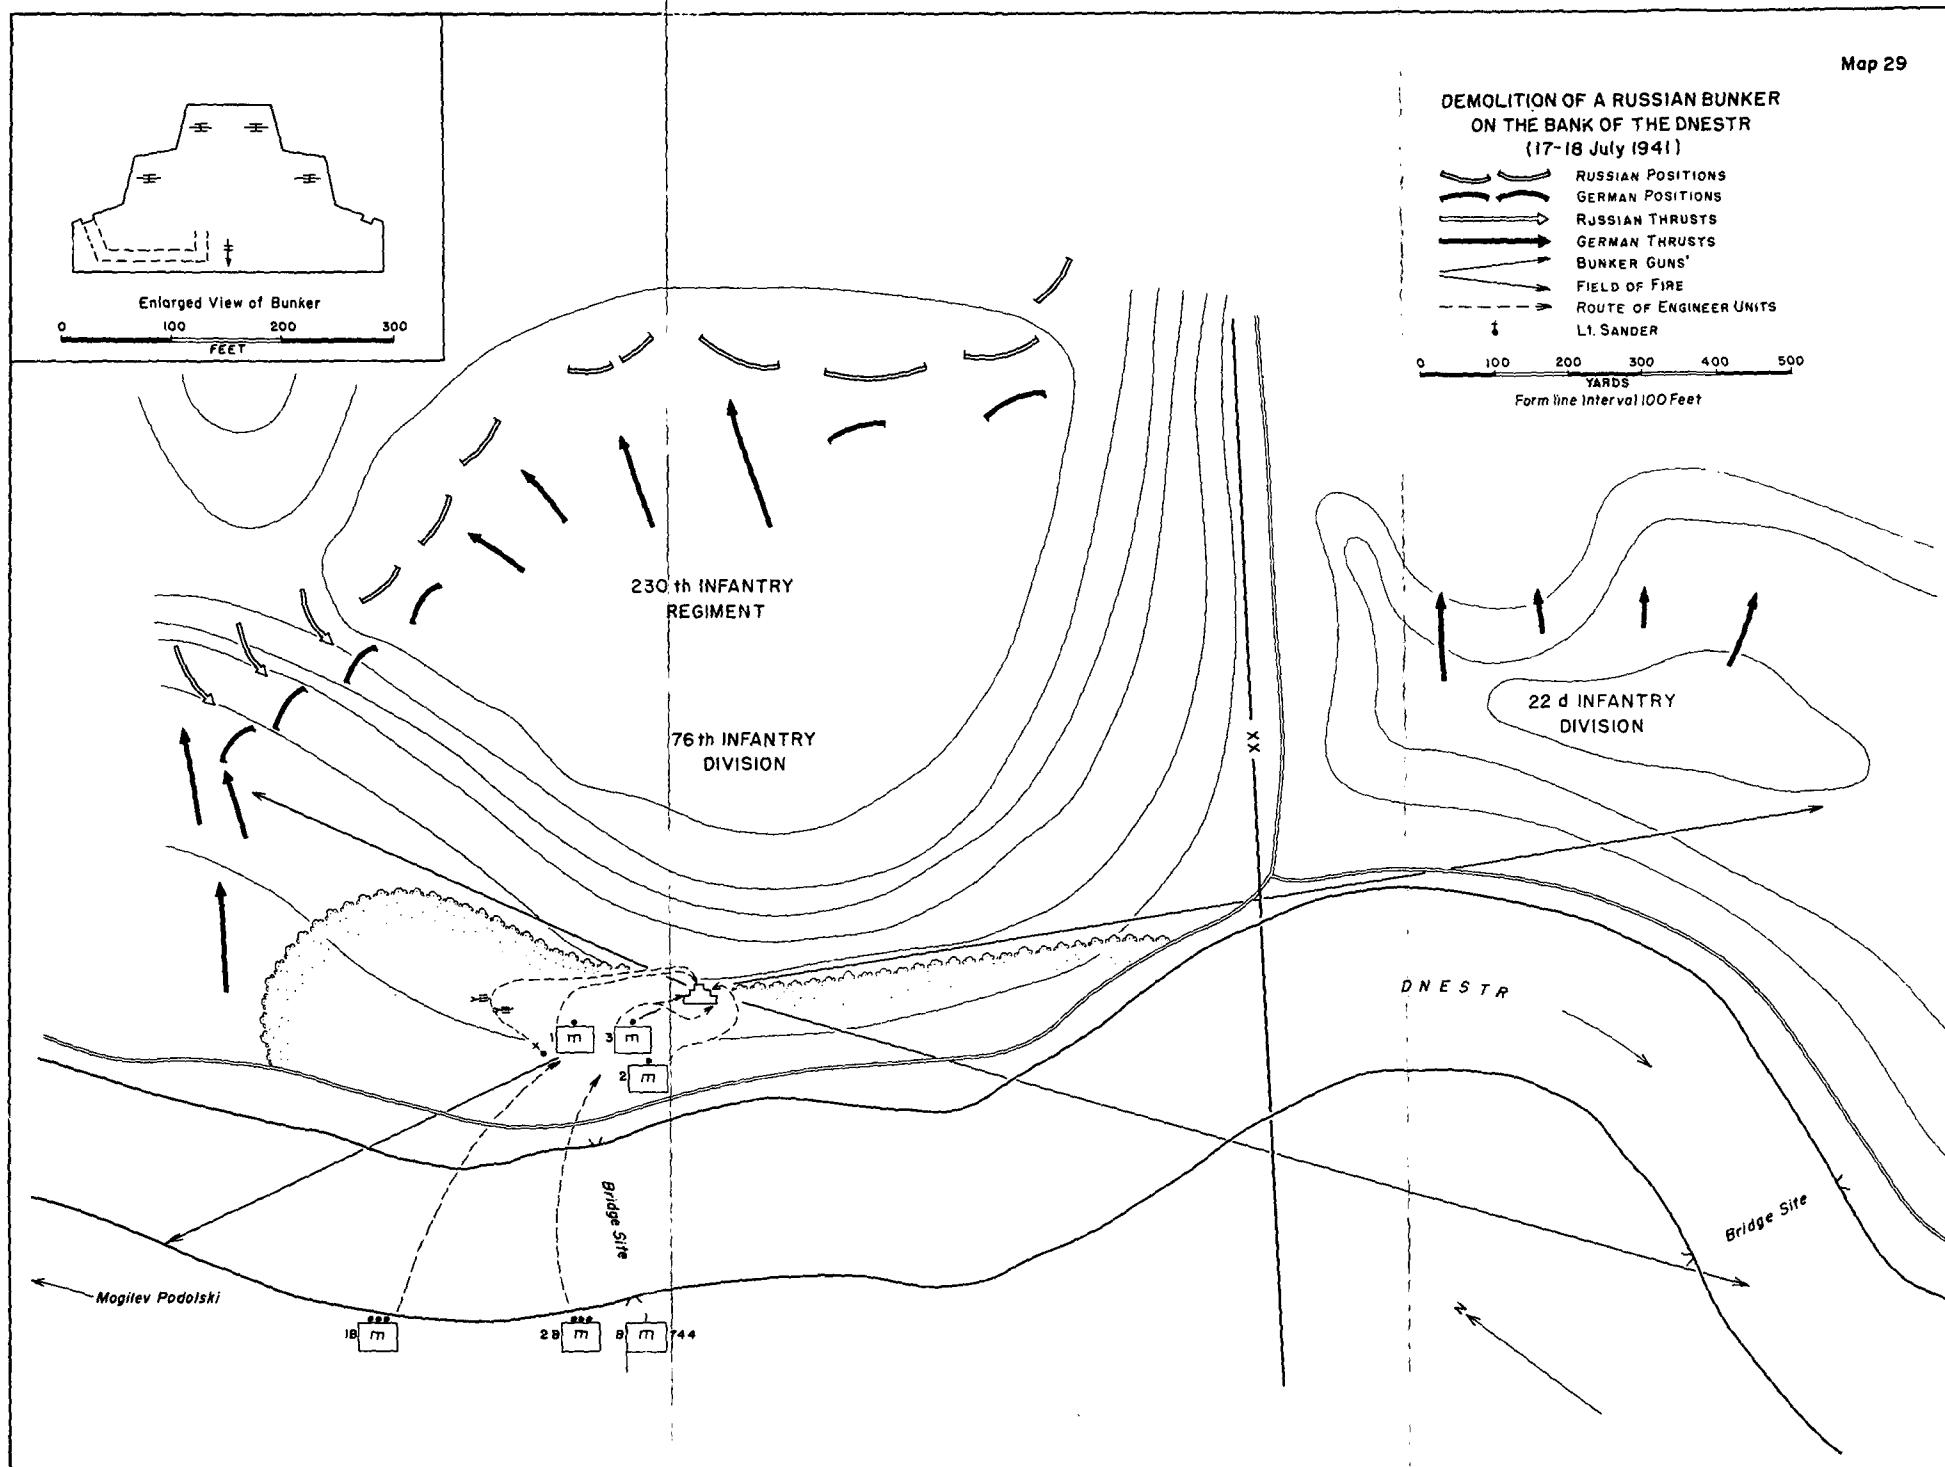 Map 29
DEMOLITION OF A RUSSIAN BUNKER
ON THE BANK OF THE DNESTR
(17-18 July 1941)
RUSSIAN POSITIONS
GERMAN POSITIONS
RUSSIAN THRUSTS
GERMAN THRUSTS
BUNKER GUNS'
FIELD OF FIRE
ROUTE OF ENGINEER UNITS
Lt. SANDER
0 100 200 300 400 500
YARDS
Form line Interval 100 Feet
Enlarged View of Bunker
0 100 200 300
FEET
230 th INFANTRY
REGIMENT
76th INFANTRY
DIVISION
22 d INFANTRY
DIVISION
XX
DNESTR
1
3
2
Bridge Site
Bridge Site
Mogilev Podolski
1B
2B
B 744
N